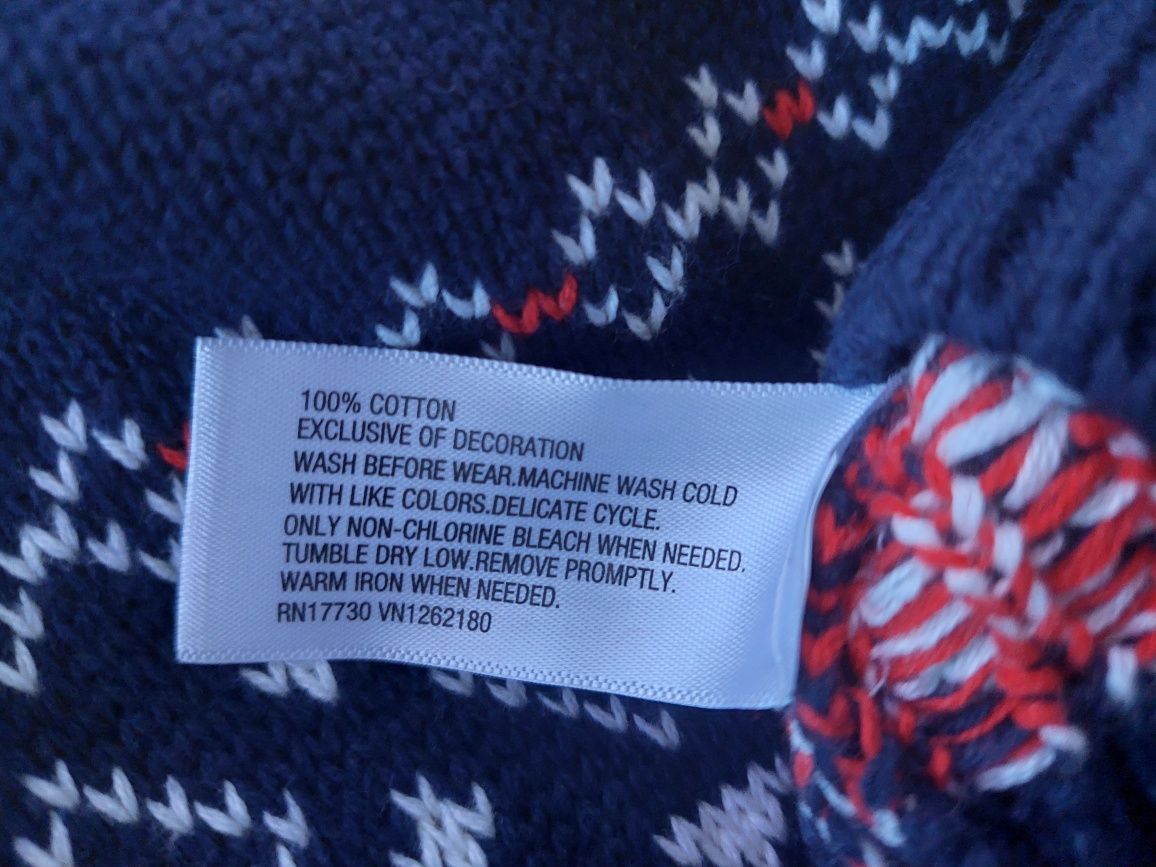 100% COTTON
EXCLUSIVE OF DECORATION
WASH BEFORE WEAR.MACHINE WASH COLD
WITH LIKE COLORS.DELICATE CYCLE.
ONLY NON-CHLORINE BLEACH WHEN NEEDED.
TUMBLE DRY LOW.REMOVE PROMPTLY.
WARM IRON WHEN NEEDED.
RN17730 VN1262180